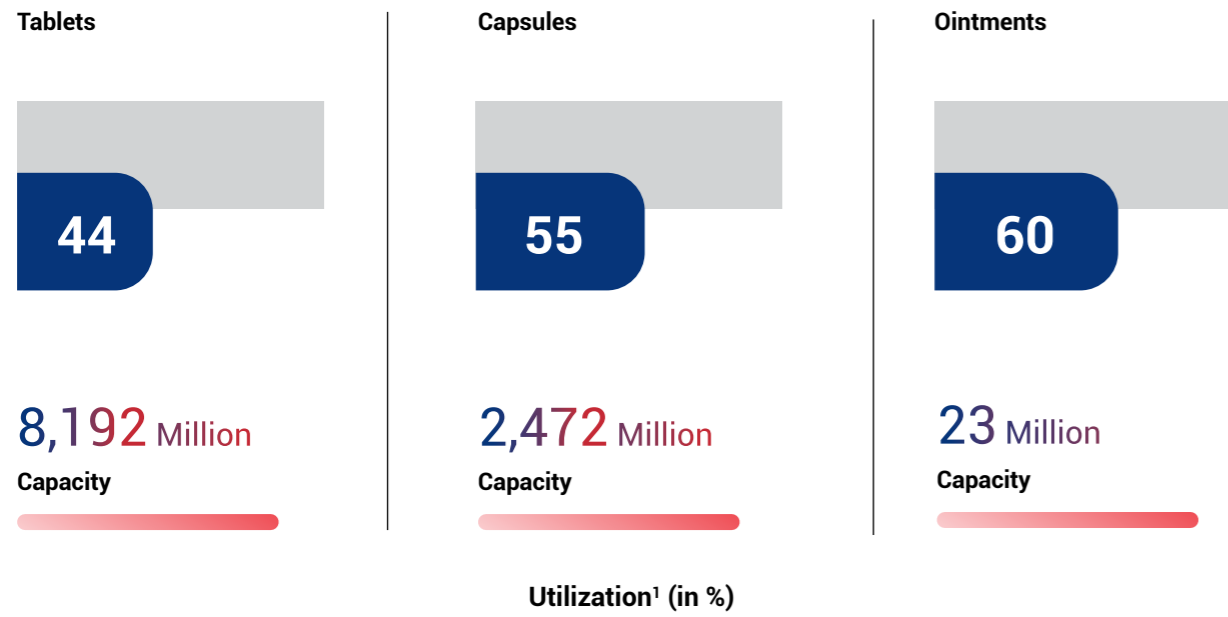 Tablets
44
8,192 Million
Capacity
Capsules
55
2,472 Million
Capacity
Ointments
60
23 Million
Capacity
Utilization¹ (in %)